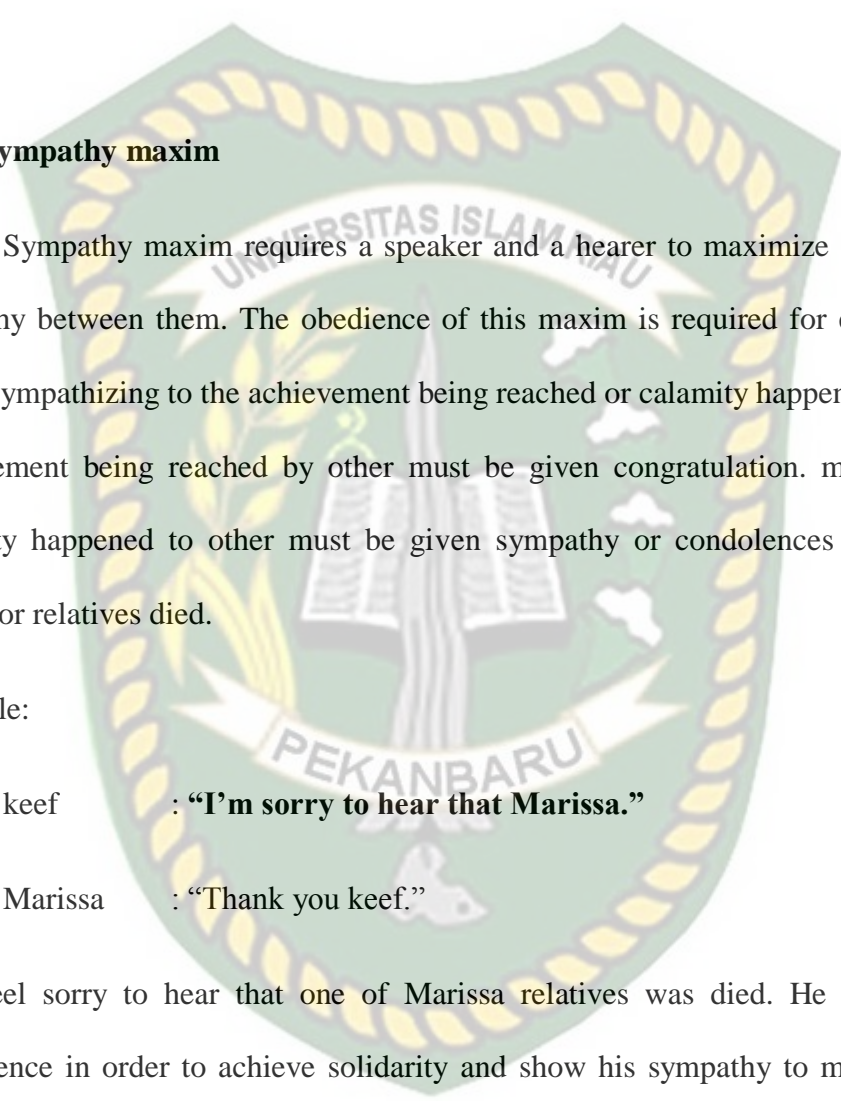 ympathy maxim
UNIVERSITAS ISLAM RIAU
Sympathy maxim requires a speaker and a hearer to maximize
ny between them. The obedience of this maxim is required for
ympathizing to the achievement being reached or calamity happen
ement being reached by other must be given congratulation. m
ty happened to other must be given sympathy or condolences
or relatives died.
le:
PEKANBARU
keef : “I’m sorry to hear that Marissa.”
Marissa : “Thank you keef.”
eel sorry to hear that one of Marissa relatives was died. He
ence in order to achieve solidarity and show his sympathy to m